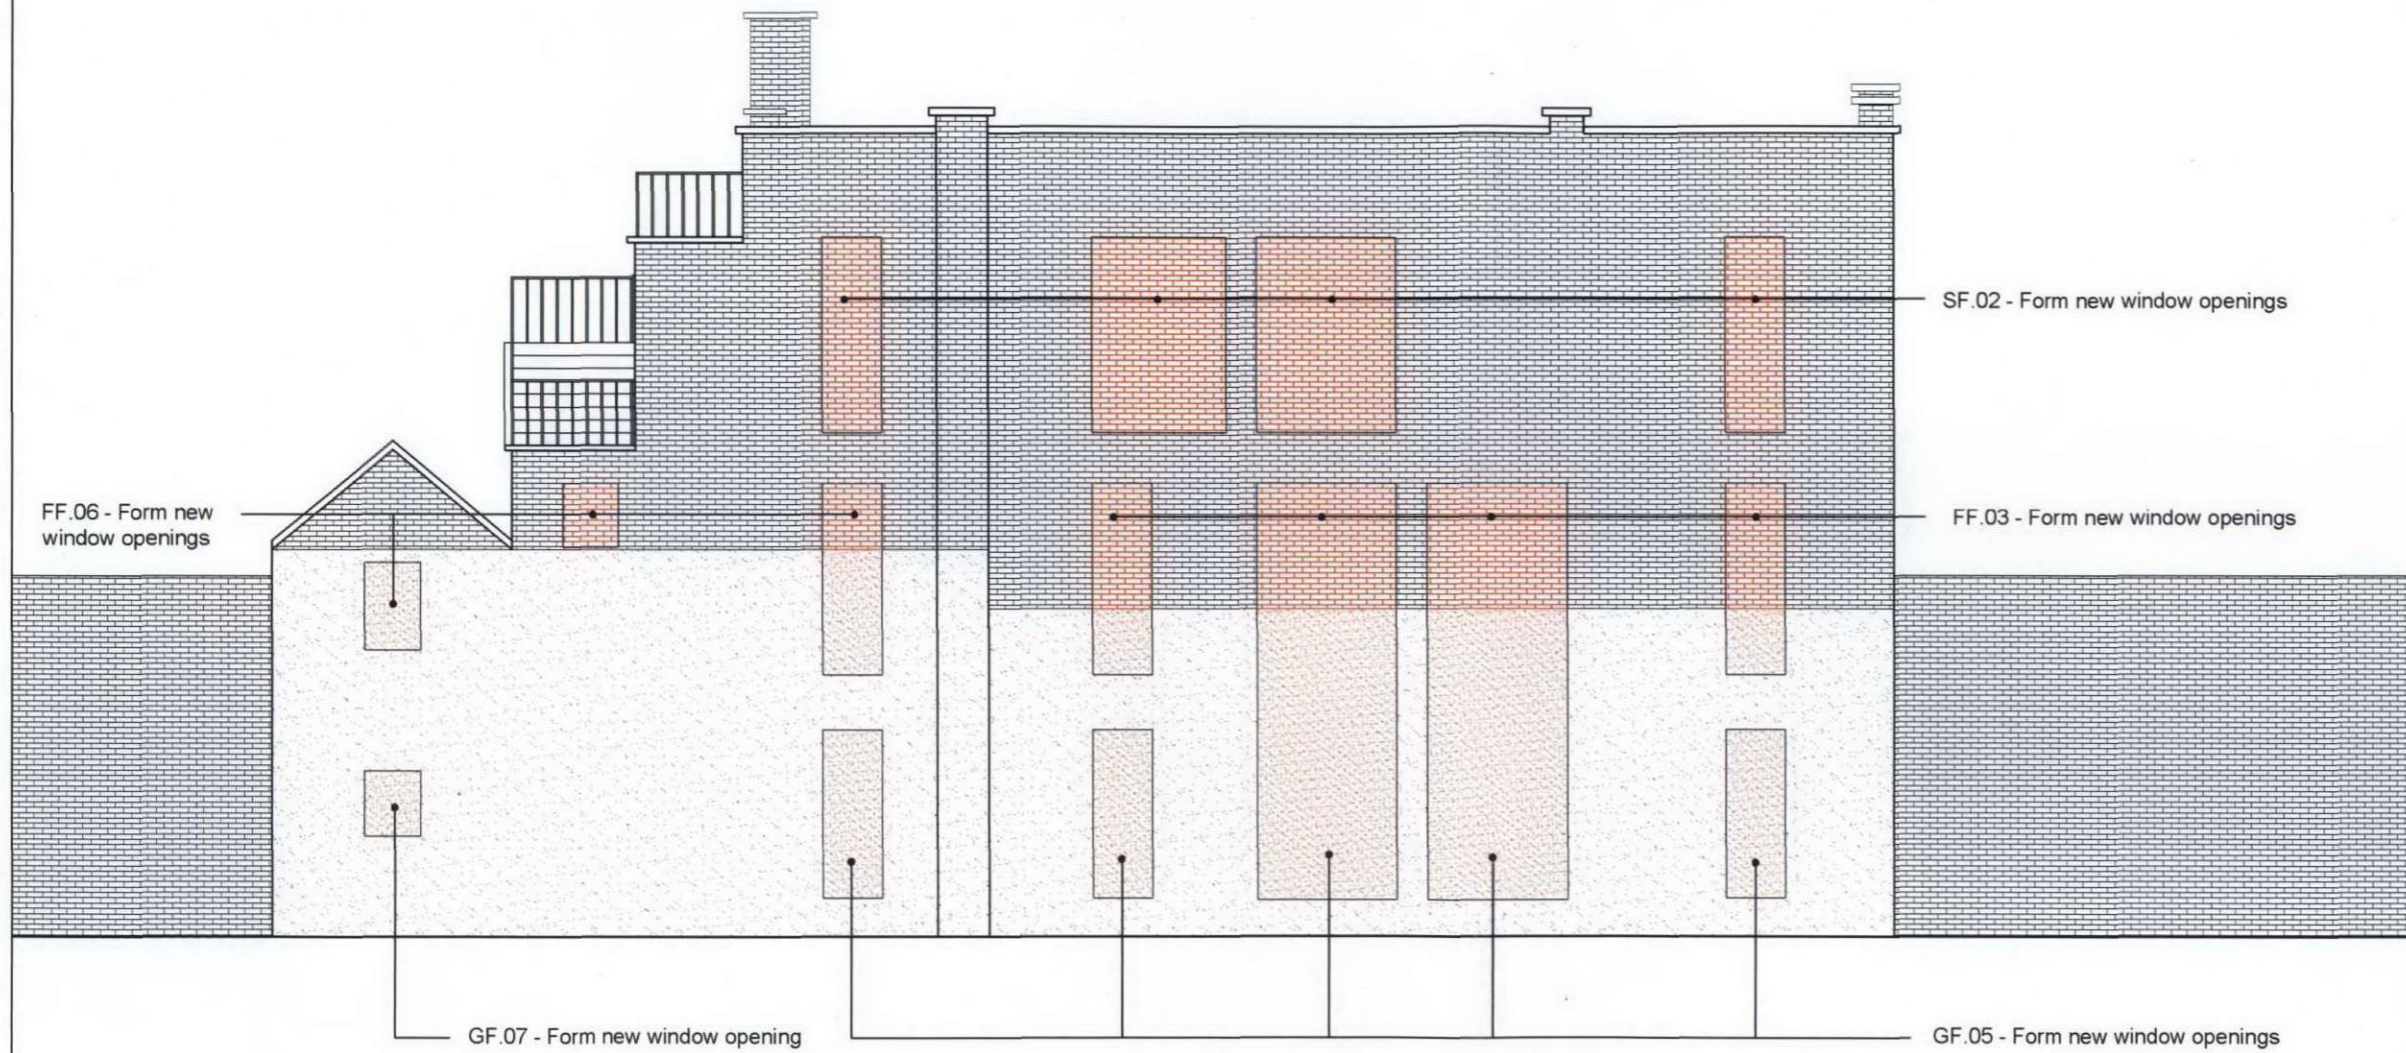 SF.02 - Form new window openings
FF.06 - Form new
window openings
FF.03 - Form new window openings
GF.07 - Form new window opening
GF.05 - Form new window openings